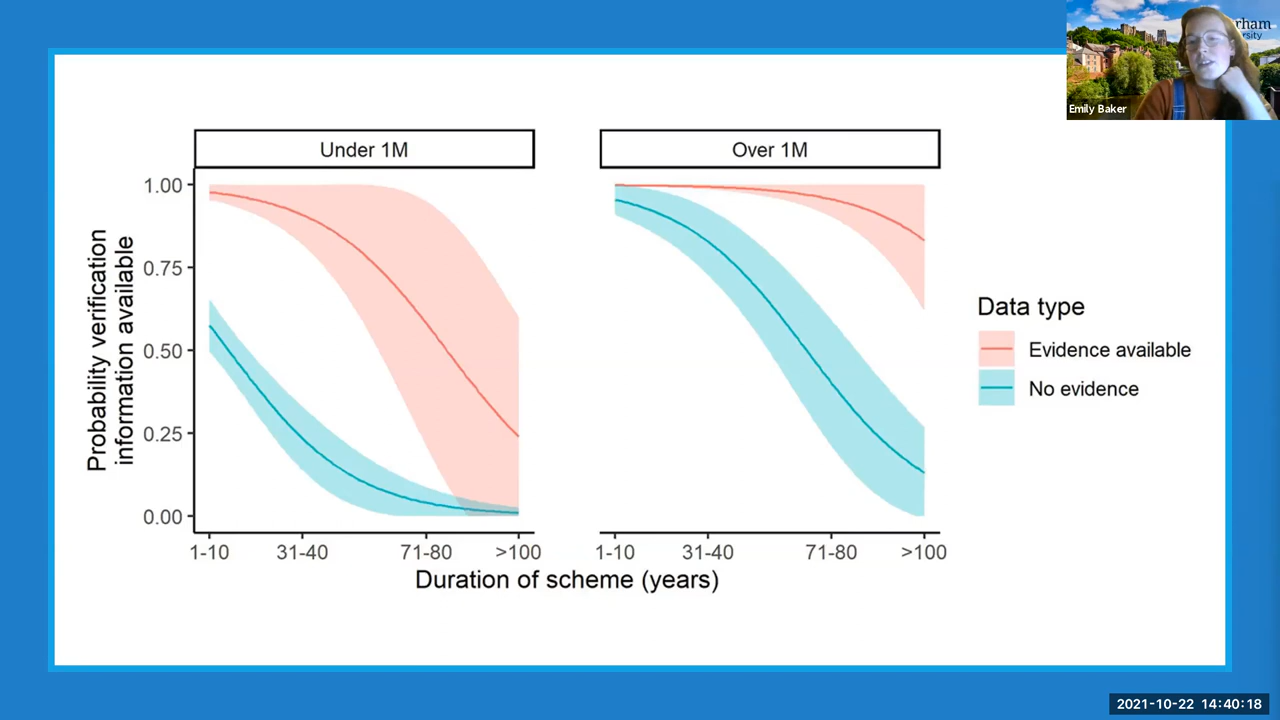 rham
rsity
Emily Baker
Under 1M
Over 1M
1.00
0.75
0.50
0.25
0.00
Probability verification
information available
1-10
31-40
71-80
>100
1-10
31-40
71-80
>100
Duration of scheme (years)
Data type
Evidence available
No evidence
2021-10-22 14:40:18